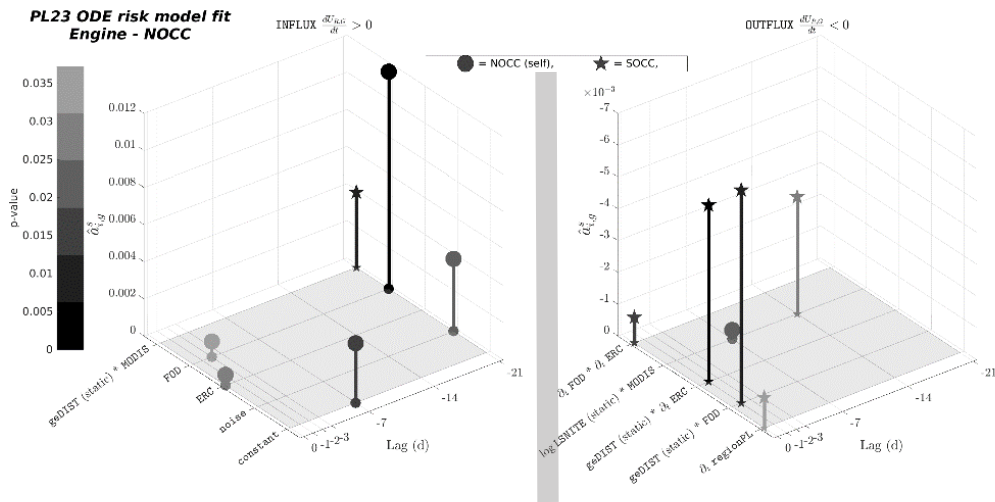 PL23 ODE risk model fit
Engine - NOCC
INFLUX dU_{R,G}/dt > 0
OUTFLUX dU_{P,Ω}/dt < 0
= NOCC (self), = SOCC,
p-value
0.035
0.03
0.025
0.02
0.015
0.01
0.005
0
0.012
0.01
0.008
0.006
0.004
0.002
0
geDIST (static) * MODIS
FOD
ERC
noise
constant
0 -1 -2 -3
-7
-14
-21
Lag (d)
×10⁻³
-7
-6
-5
-4
-3
-2
-1
0
∂ₜ FOD * ∂ₜ ERC
log LSNITE (static) * MODIS
geDIST (static) * ∂ₜ ERC
geDIST (static) * FOD
∂ₜ regionPL
0 -1 -2 -3
-7
-14
-21
Lag (d)